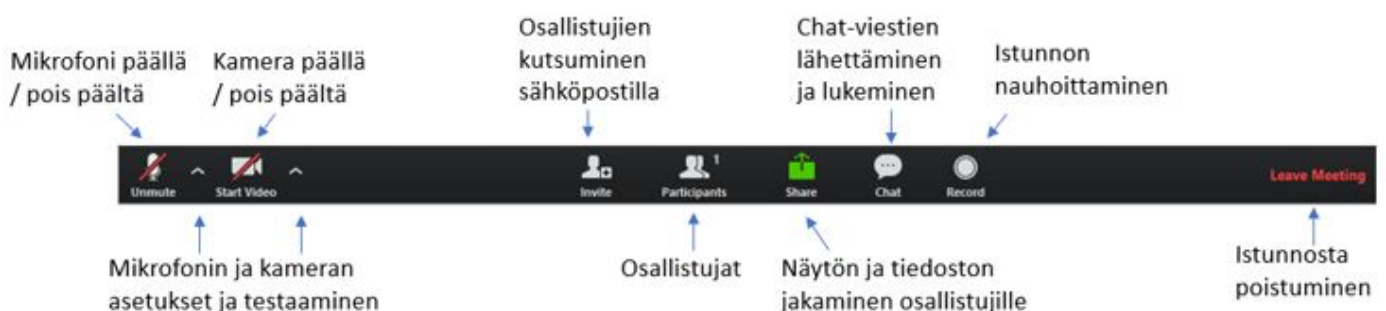 Osallistujien
kutsuminen
sähköpostilla
Chat-viestien
lähettäminen
ja lukeminen
Istunnon
nauhoittaminen
Mikrofoni päällä
/ pois päältä
Kamera päällä
/ pois päältä
Unmute
Start Video
Invite
Participants
1
Share
Chat
Record
Leave Meeting
Mikrofonin ja kameran
asetukset ja testaaminen
Osallistujat
Näytön ja tiedoston
jakaminen osallistujille
Istunnosta
poistuminen